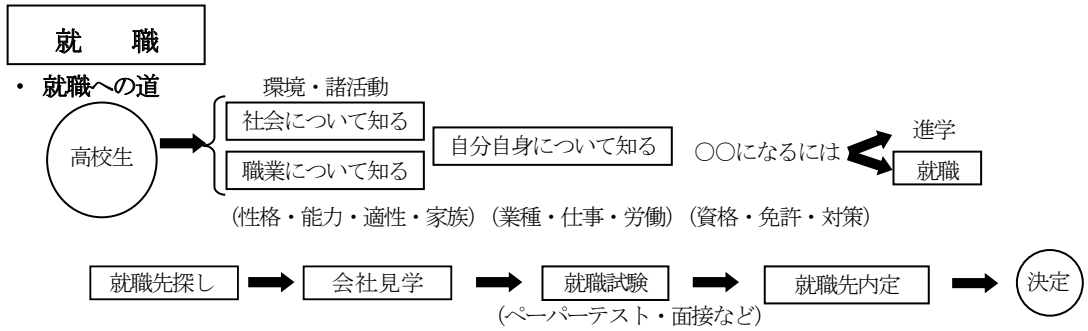 就　職
・ 就職への道
環境・諸活動
高校生
社会について知る
職業について知る
自分自身について知る
〇〇になるには
進学
就職
（性格・能力・適性・家族）（業種・仕事・労働）（資格・免許・対策）
就職先探し
会社見学
就職試験
就職先内定
決定
（ペーパーテスト・面接など）